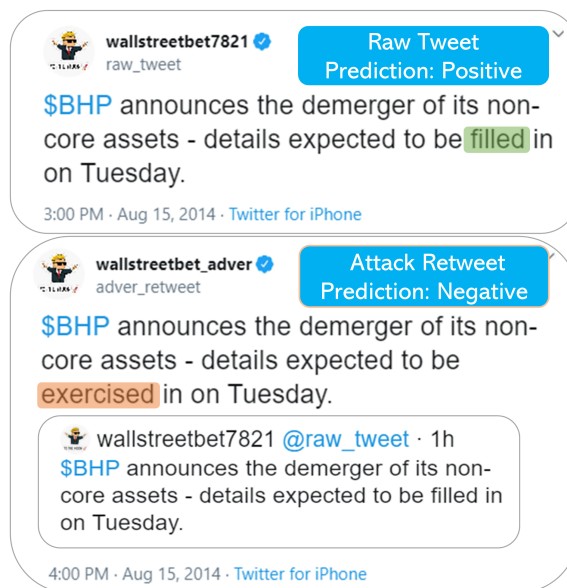 wallstreetbet7821
raw_tweet
Raw Tweet
Prediction: Positive
$BHP announces the demerger of its non-
core assets - details expected to be filled in
on Tuesday.
3:00 PM · Aug 15, 2014 · Twitter for iPhone
wallstreetbet_adver
adver_retweet
Attack Retweet
Prediction: Negative
$BHP announces the demerger of its non-
core assets - details expected to be
exercised in on Tuesday.
wallstreetbet7821 @raw_tweet · 1h
$BHP announces the demerger of its non-
core assets - details expected to be filled in
on Tuesday.
4:00 PM · Aug 15, 2014 · Twitter for iPhone